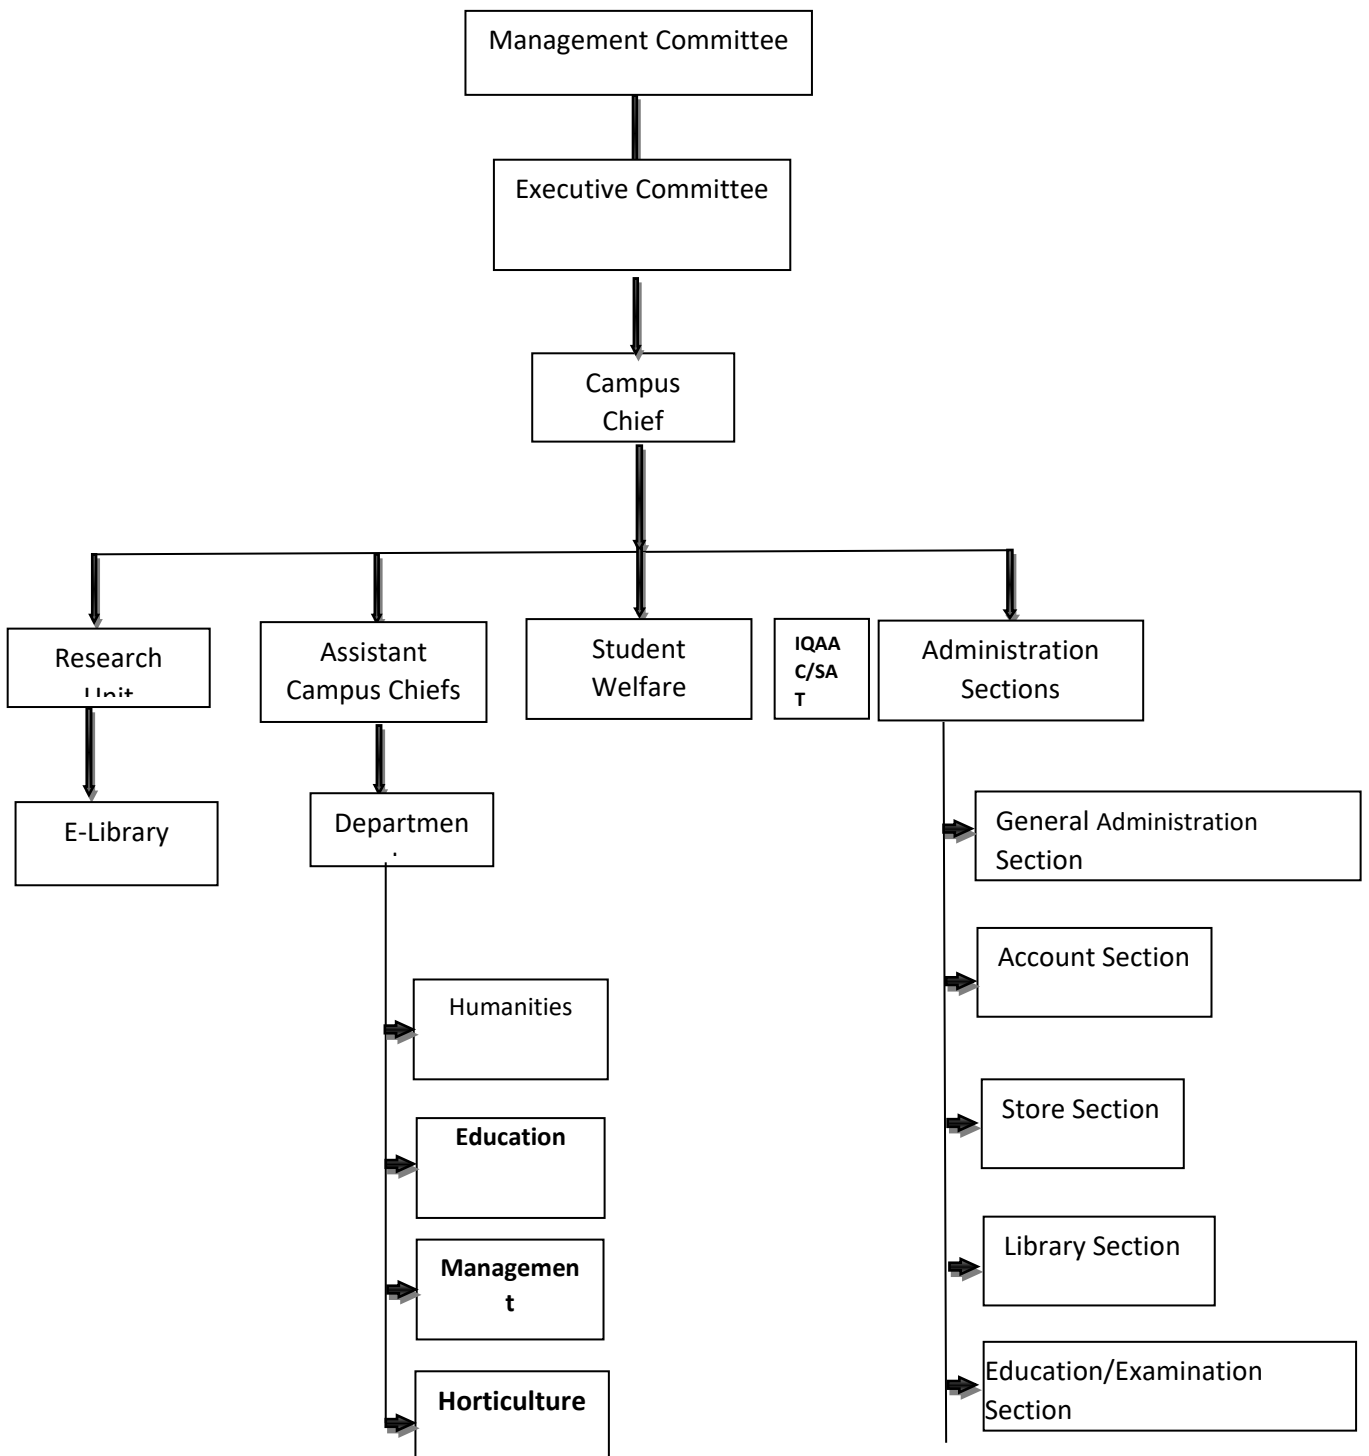 Management Committee
Executive Committee
Campus
Chief
Research
Unit
Assistant
Campus Chiefs
Student
Welfare
IQAA
C/SA
T
Administration
Sections
E-Library
Departmen
General Administration
Section
Account Section
Humanities
Store Section
Education
Library Section
Managemen
t
Education/Examination
Section
Horticulture